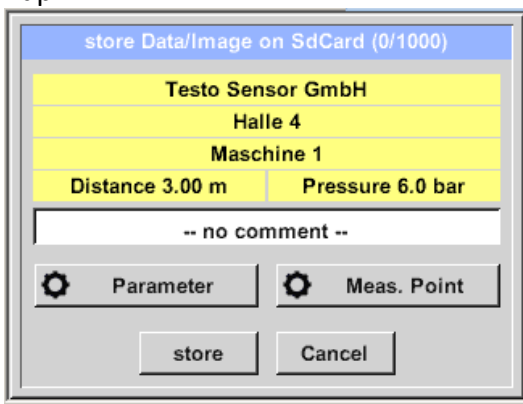 store Data/Image on SdCard (0/1000)
Testo Sensor GmbH
Halle 4
Maschine 1
Distance 3.00 m Pressure 6.0 bar
-- no comment --
Parameter Meas. Point
store Cancel